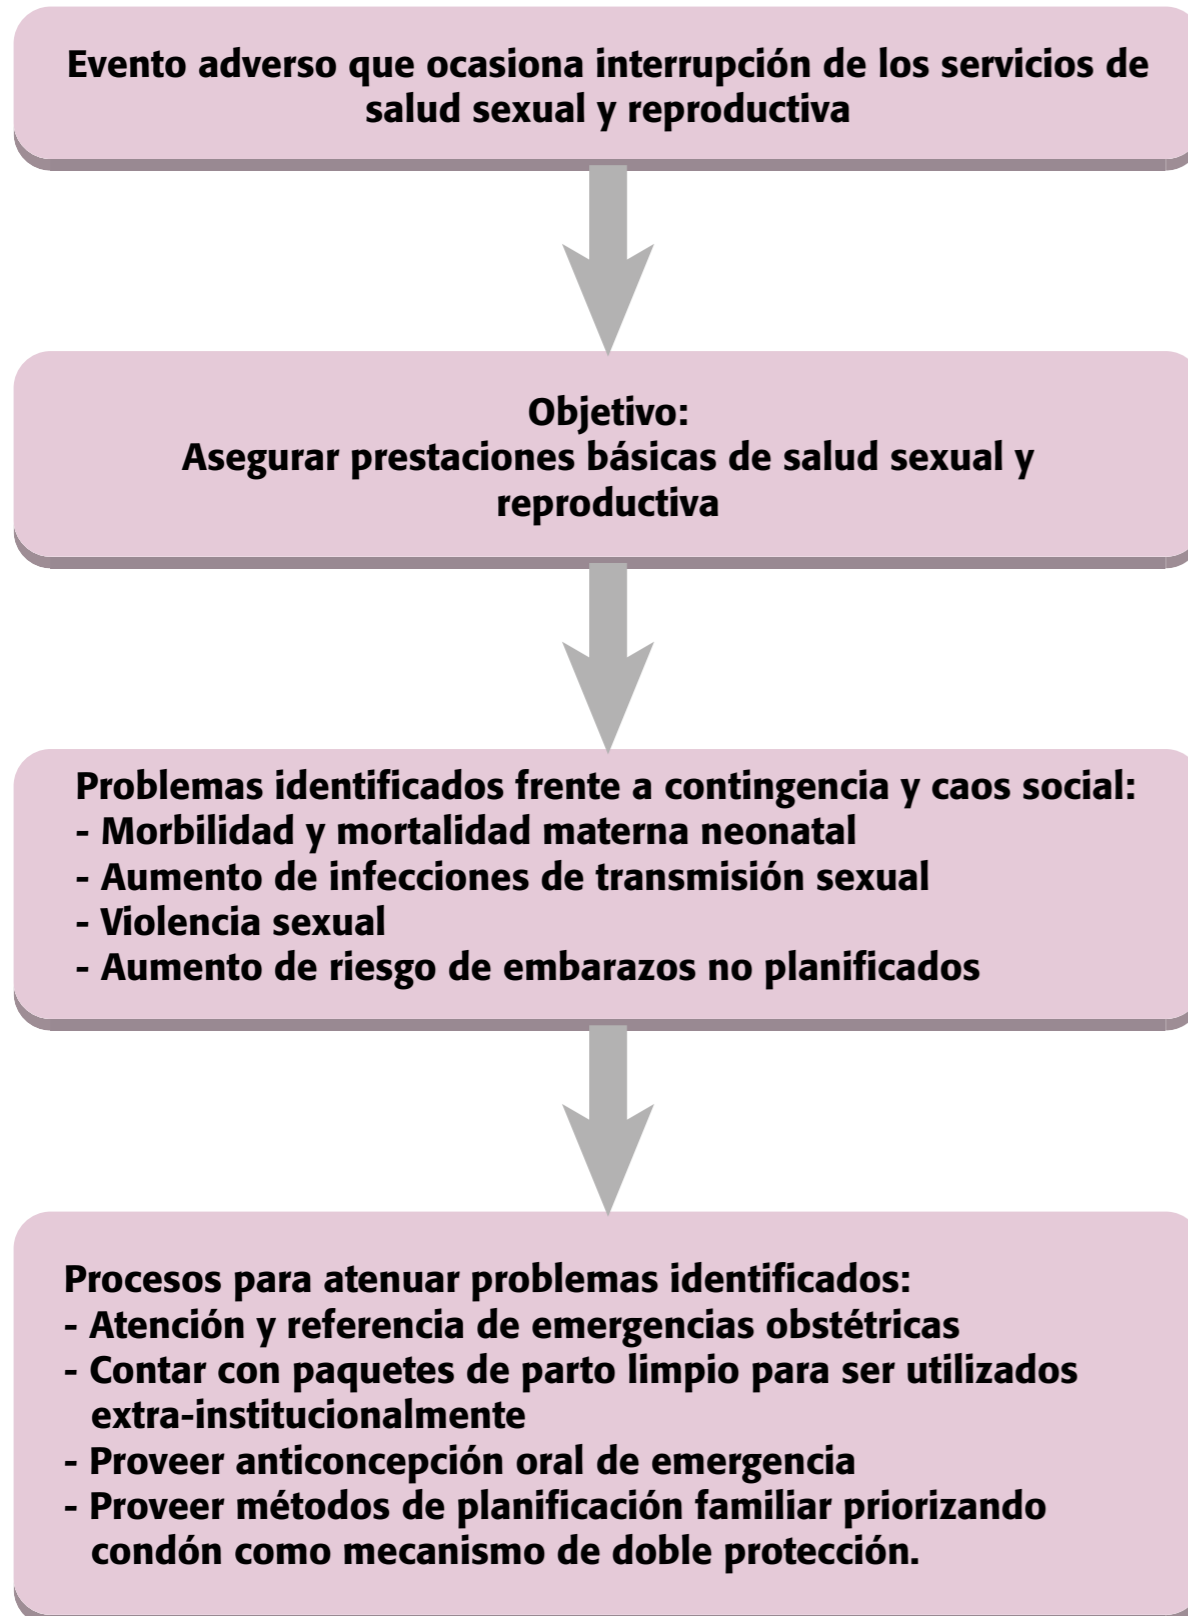 Evento adverso que ocasiona interrupción de los servicios de
salud sexual y reproductiva
Objetivo:
Asegurar prestaciones básicas de salud sexual y
reproductiva
Problemas identificados frente a contingencia y caos social:
- Morbilidad y mortalidad materna neonatal
- Aumento de infecciones de transmisión sexual
- Violencia sexual
- Aumento de riesgo de embarazos no planificados
Procesos para atenuar problemas identificados:
- Atención y referencia de emergencias obstétricas
- Contar con paquetes de parto limpio para ser utilizados
extra-institucionalmente
- Proveer anticoncepción oral de emergencia
- Proveer métodos de planificación familiar priorizando
condón como mecanismo de doble protección.